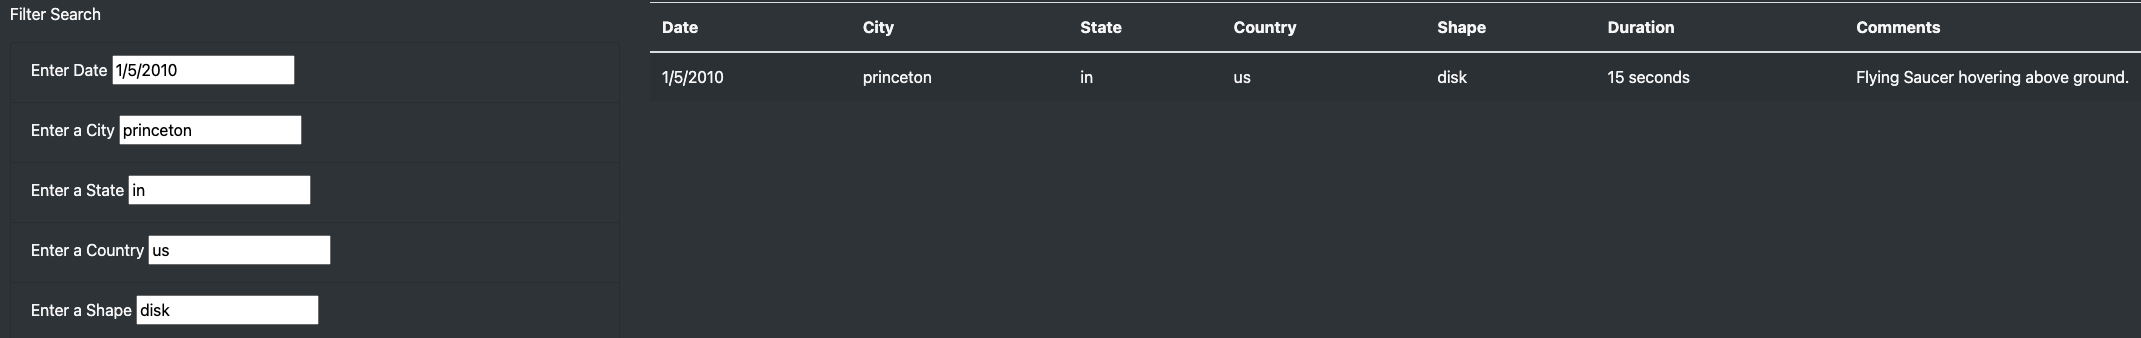 Filter Search
Enter Date 1/5/2010
Enter a City princeton
Enter a State in
Enter a Country us
Enter a Shape disk
Date City State Country Shape Duration Comments
1/5/2010 princeton in us disk 15 seconds Flying Saucer hovering above ground.